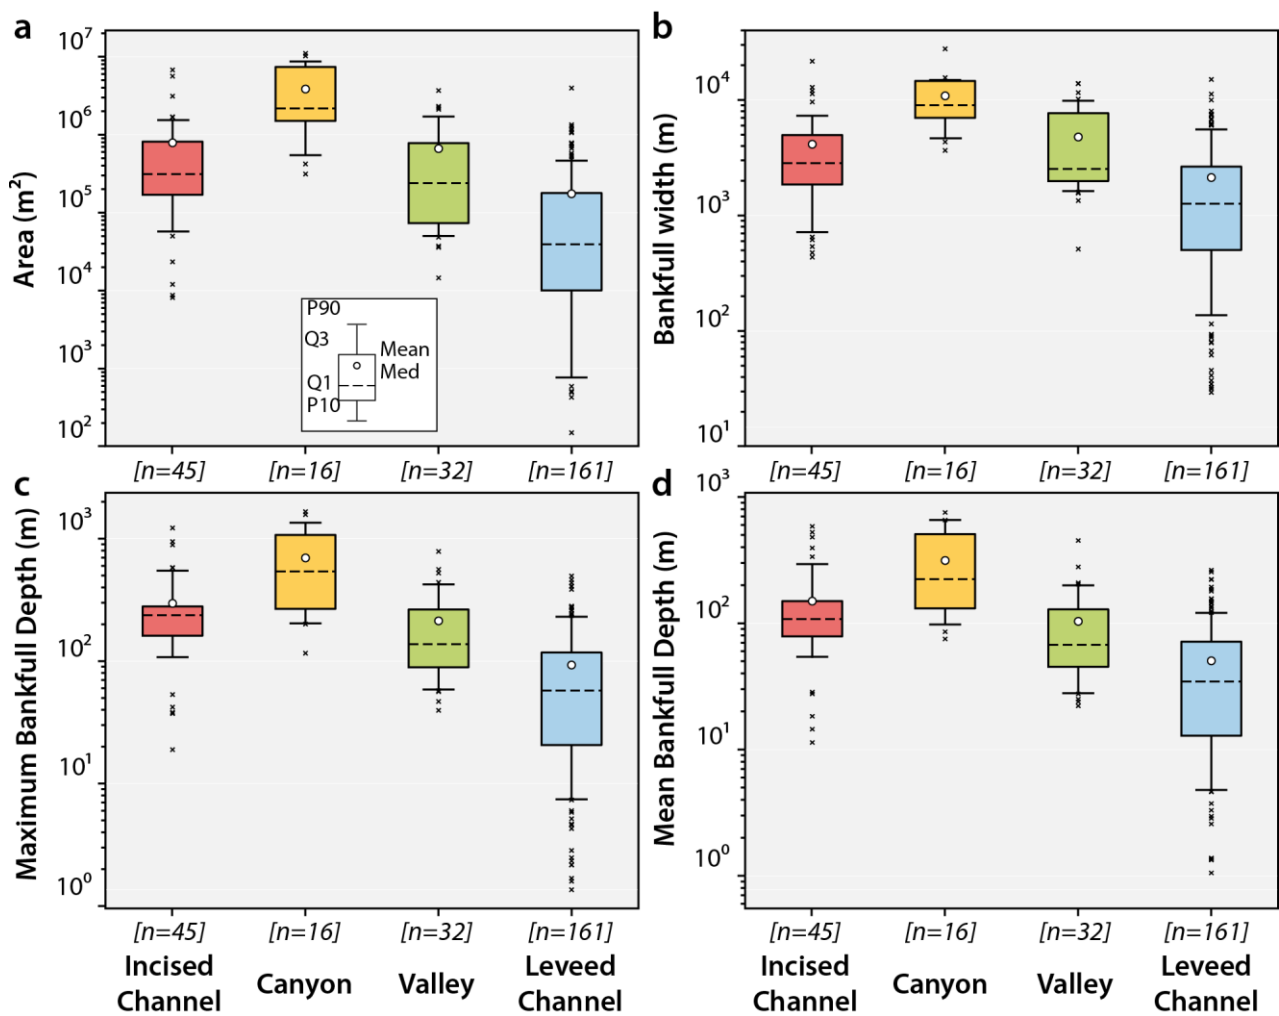 a
10⁷
10⁶
10⁵
10⁴
10³
10²
Area (m²)
P90
Q3
Mean
Med
Q1
P10
[n=45]
[n=16]
[n=32]
[n=161]
b
10⁴
10³
10²
10¹
Bankfull width (m)
[n=45]
[n=16]
[n=32]
[n=161]
c
10³
10²
10¹
10⁰
Maximum Bankfull Depth (m)
[n=45]
[n=16]
[n=32]
[n=161]
Incised
Channel
Canyon
Valley
Leveed
Channel
d
10³
10²
10¹
10⁰
Mean Bankfull Depth (m)
[n=45]
[n=16]
[n=32]
[n=161]
Incised
Channel
Canyon
Valley
Leveed
Channel